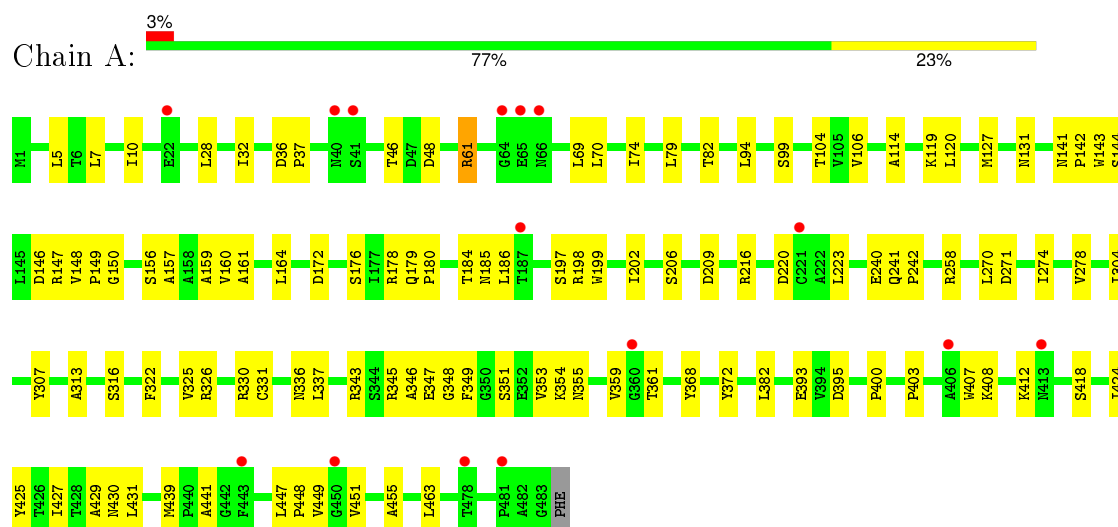 3%
Chain A:
77% 23%
M1 L5 T6 L7 I10 E22 L28 I32 D36 P37 N40 S41 T46 D47 D48 R61 G64 E65 N66 L69 L70 I74 L79 T82 L94 S99 T104 V105 V106 A114 K119 L120 M127 N131 N141 P142 W143 S144
L145 D146 R147 V148 P149 G150 S156 A157 A158 A159 V160 A161 L164 D172 S176 I177 R178 Q179 P180 T184 N185 L186 T187 S197 R198 W199 I202 S206 D209 R216 D220 C221 A222 L223 E240 Q241 P242 R258 L270 D271 I274 V278
Y307 A313 S316 F322 V325 R326 R330 C331 N336 L337 R343 S344 R345 A346 E347 G348 F349 G350 S351 E352 V353 K354 N355 V359 G360 T361 Y368 Y372 L382 E393 V394 D395 P400 P403 A406 W407 K408 K412 N413 S418
Y425 T426 I427 T428 A429 N430 L431 M439 P440 A441 G442 F443 L447 P448 V449 G450 V451 A455 L463 T478 P481 A482 G483 PHE